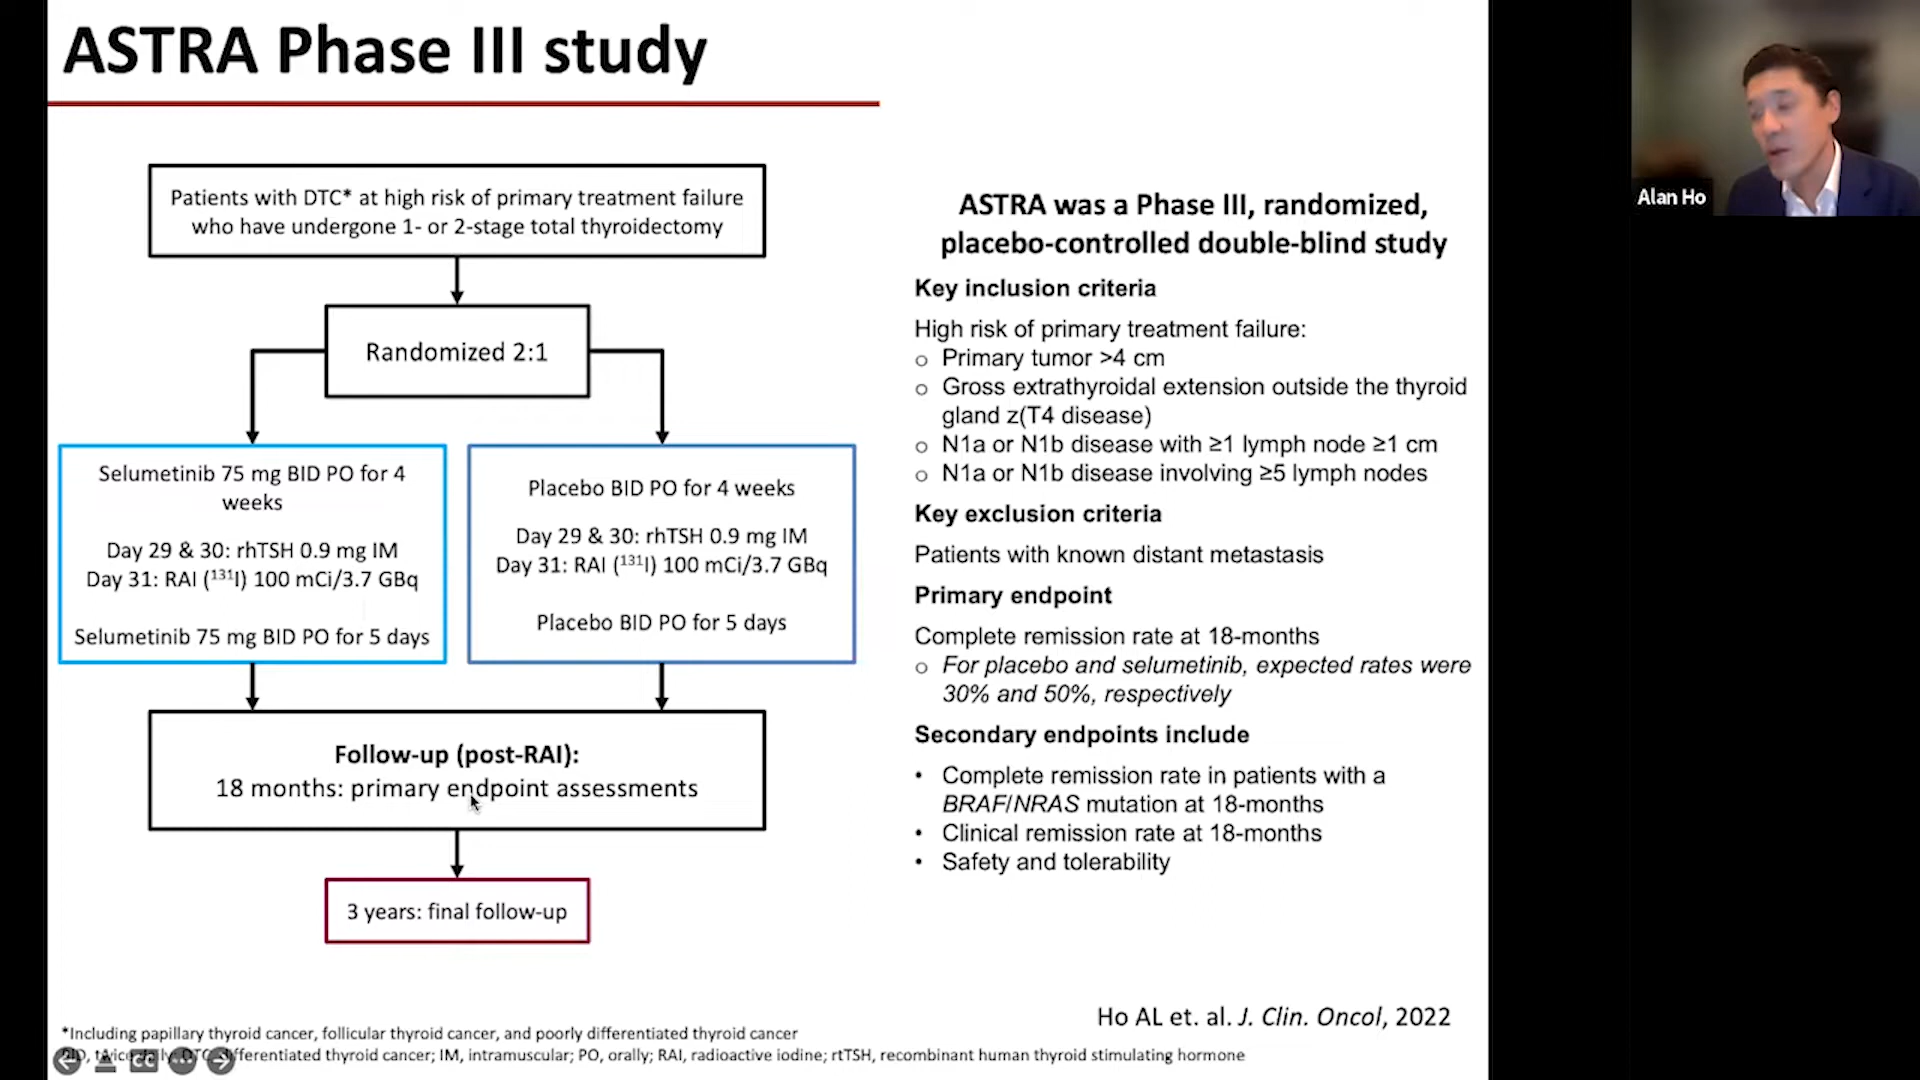 ASTRA Phase III study
Patients with DTC* at high risk of primary treatment failure
who have undergone 1- or 2-stage total thyroidectomy
Randomized 2:1
Selumetinib 75 mg BID PO for 4
weeks
Day 29 & 30: rhTSH 0.9 mg IM
Day 31: RAI (¹³¹I) 100 mCi/3.7 GBq
Selumetinib 75 mg BID PO for 5 days
Placebo BID PO for 4 weeks
Day 29 & 30: rhTSH 0.9 mg IM
Day 31: RAI (¹³¹I) 100 mCi/3.7 GBq
Placebo BID PO for 5 days
Follow-up (post-RAI):
18 months: primary endpoint assessments
3 years: final follow-up
ASTRA was a Phase III, randomized,
placebo-controlled double-blind study
Key inclusion criteria
High risk of primary treatment failure:
o Primary tumor >4 cm
o Gross extrathyroidal extension outside the thyroid
gland z(T4 disease)
o N1a or N1b disease with ≥1 lymph node ≥1 cm
o N1a or N1b disease involving ≥5 lymph nodes
Key exclusion criteria
Patients with known distant metastasis
Primary endpoint
Complete remission rate at 18-months
o For placebo and selumetinib, expected rates were
30% and 50%, respectively
Secondary endpoints include
• Complete remission rate in patients with a
BRAF/NRAS mutation at 18-months
• Clinical remission rate at 18-months
• Safety and tolerability
Ho AL et. al. J. Clin. Oncol, 2022
*Including papillary thyroid cancer, follicular thyroid cancer, and poorly differentiated thyroid cancer
BID, twice daily; DTC, differentiated thyroid cancer; IM, intramuscular; PO, orally; RAI, radioactive iodine; rtTSH, recombinant human thyroid stimulating hormone
CC
Alan Ho